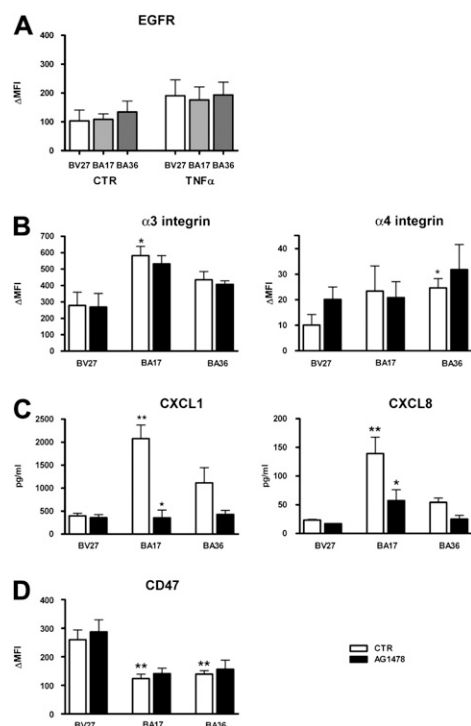 A
EGFR
400
300
200
100
0
ΔMFI
BV27 BA17 BA36 BV27 BA17 BA36
CTR TNFα
B
α3 integrin
700
600
500
400
300
200
100
0
ΔMFI
*
BV27 BA17 BA36
α4 integrin
40
30
20
10
0
ΔMFI
*
BV27 BA17 BA36
C
CXCL1
2500
2000
1500
1000
500
0
pg/ml
**
*
BV27 BA17 BA36
CXCL8
200
150
100
50
0
pg/ml
**
*
BV27 BA17 BA36
D
CD47
400
300
200
100
0
ΔMFI
** **
BV27 BA17 BA36
CTR
AG1478